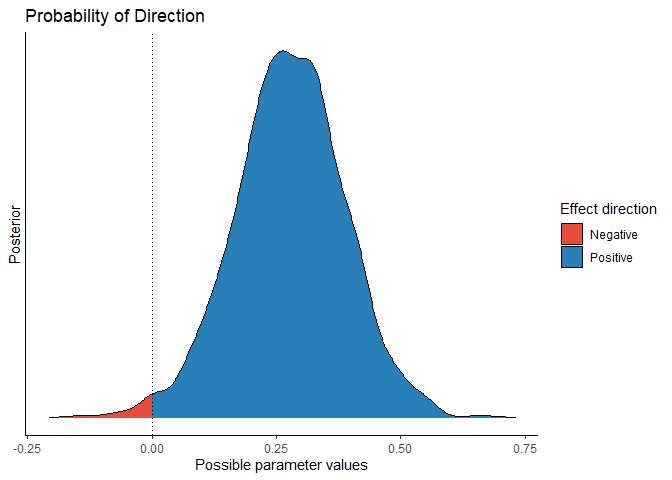 Probability of Direction
Posterior
-0.25
0.00
0.25
0.50
0.75
Possible parameter values
Effect direction
Negative
Positive